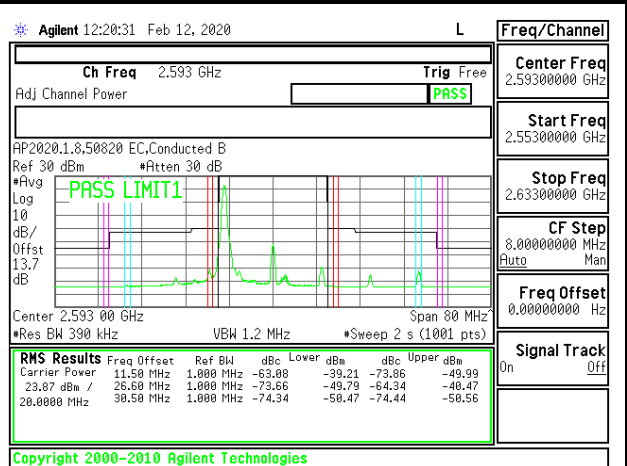 Agilent 12:20:31 Feb 12, 2020 L
Freq/Channel
Ch Freq 2.593 GHz Trig Free
Adj Channel Power PASS
AP2020.1.8,50820 EC,Conducted B
Ref 30 dBm #Atten 30 dB
#Avg
Log
10
dB/
Offst
13.7
dB
PASS LIMIT1
Center 2.593 00 GHz Span 80 MHz
#Res BW 390 kHz VBW 1.2 MHz #Sweep 2 s (1001 pts)
RMS Results Freq Offset Ref BW dBc Lower dBm dBc Upper dBm
Carrier Power 11.50 MHz 1.000 MHz -63.08 -39.21 -73.86 -49.99
23.87 dBm / 26.60 MHz 1.000 MHz -73.66 -49.79 -64.34 -40.47
20.0000 MHz 30.50 MHz 1.000 MHz -74.34 -50.47 -74.44 -50.56
Center Freq
2.59300000 GHz
Start Freq
2.55300000 GHz
Stop Freq
2.63300000 GHz
CF Step
8.00000000 MHz
Auto Man
Freq Offset
0.00000000 Hz
Signal Track
On Off
Copyright 2000-2010 Agilent Technologies